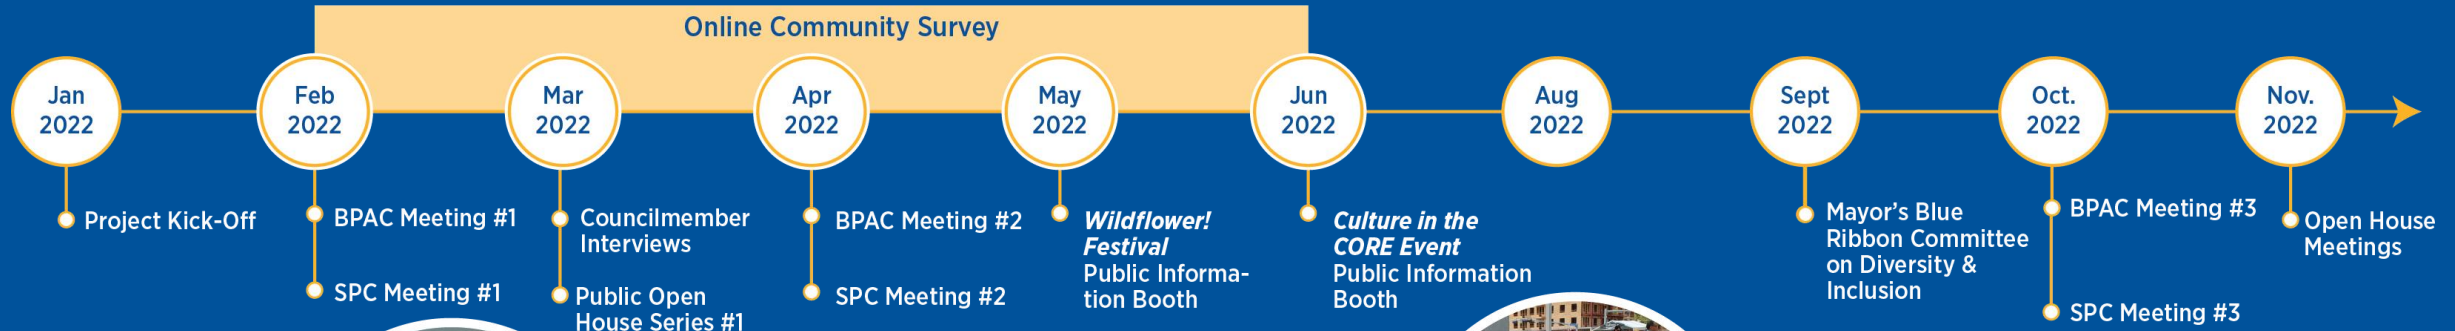 Online Community Survey
Jan
2022
Feb
2022
Mar
2022
Apr
2022
May
2022
Jun
2022
Aug
2022
Sept
2022
Oct.
2022
Nov.
2022
Project Kick-Off
BPAC Meeting #1
SPC Meeting #1
Councilmember
Interviews
Public Open
House Series #1
BPAC Meeting #2
SPC Meeting #2
Wildflower!
Festival
Public Informa-
tion Booth
Culture in the
CORE Event
Public Information
Booth
Mayor’s Blue
Ribbon Committee
on Diversity &
Inclusion
BPAC Meeting #3
SPC Meeting #3
Open House
Meetings